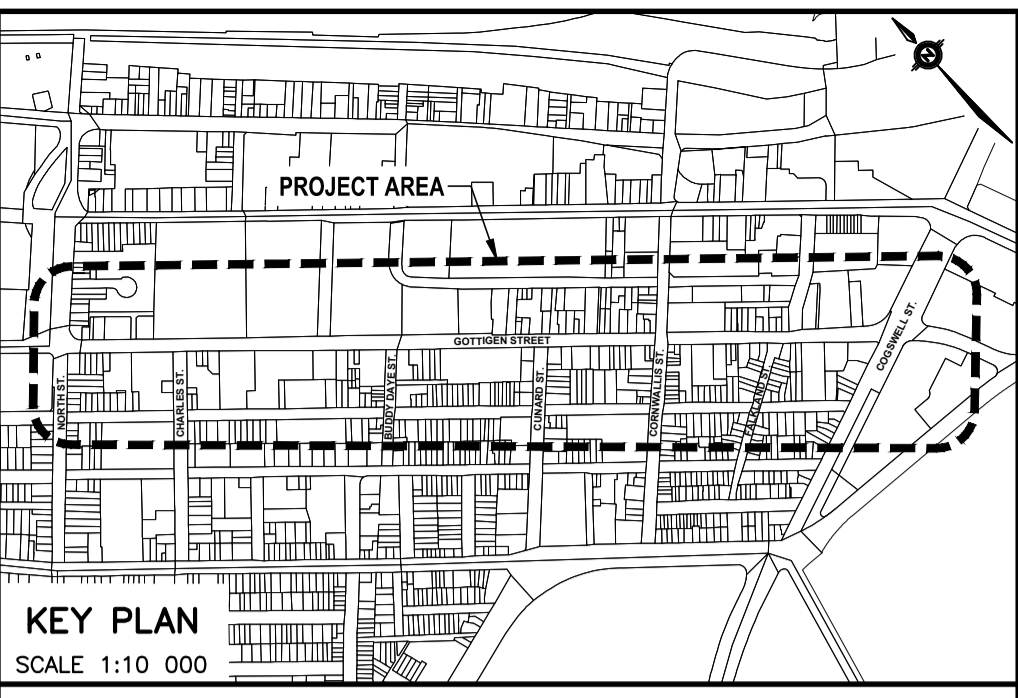 N
PROJECT AREA
GOTTIGEN STREET
NORTH ST.
CHARLES ST.
BUDDY DAYE ST.
CUNARD ST.
CORNWALLIS ST.
FALKLAND ST.
COGSWELL ST.
KEY PLAN
SCALE 1:10 000